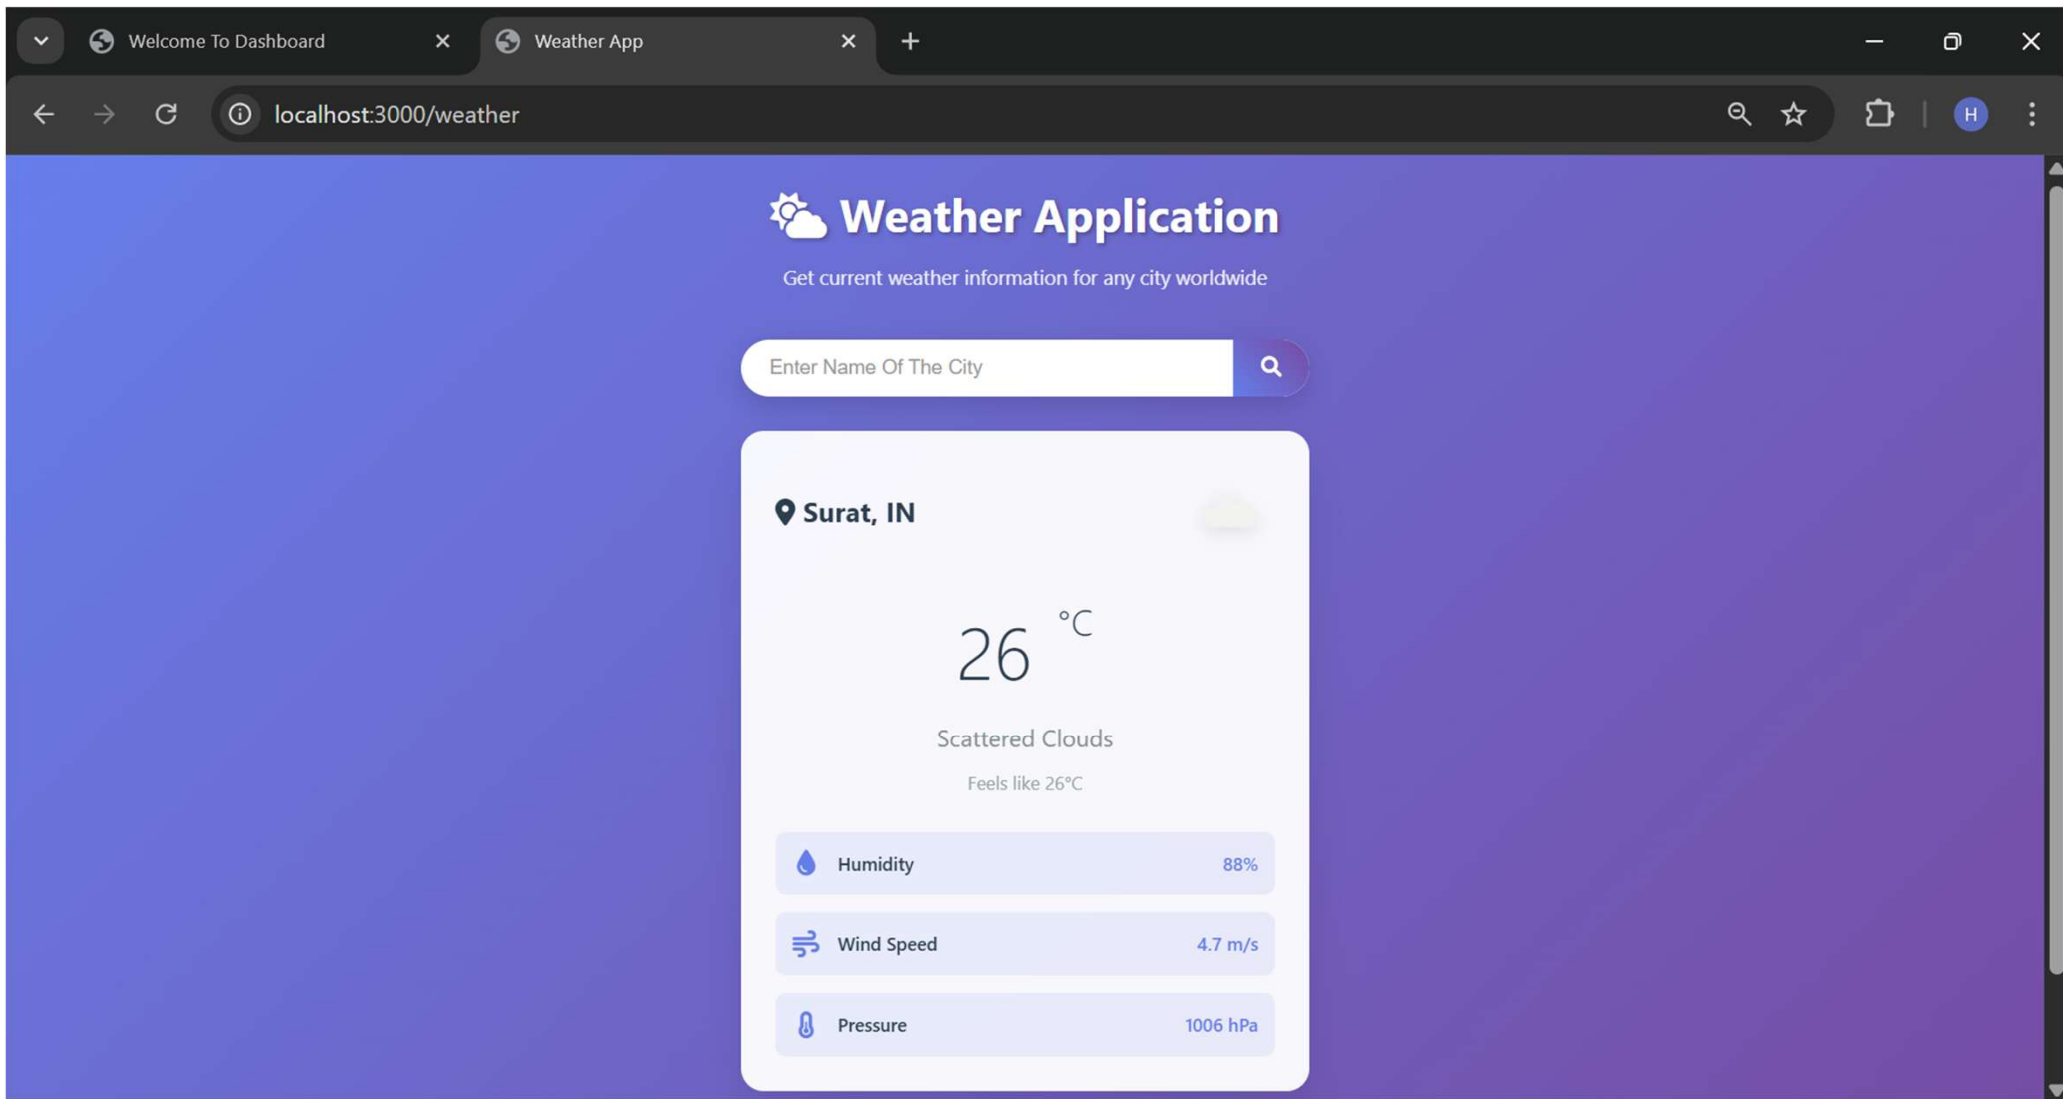 Welcome To Dashboard
Weather App
localhost:3000/weather
H
Weather Application
Get current weather information for any city worldwide
Enter Name Of The City
Surat, IN
26 °C
Scattered Clouds
Feels like 26°C
Humidity 88%
Wind Speed 4.7 m/s
Pressure 1006 hPa